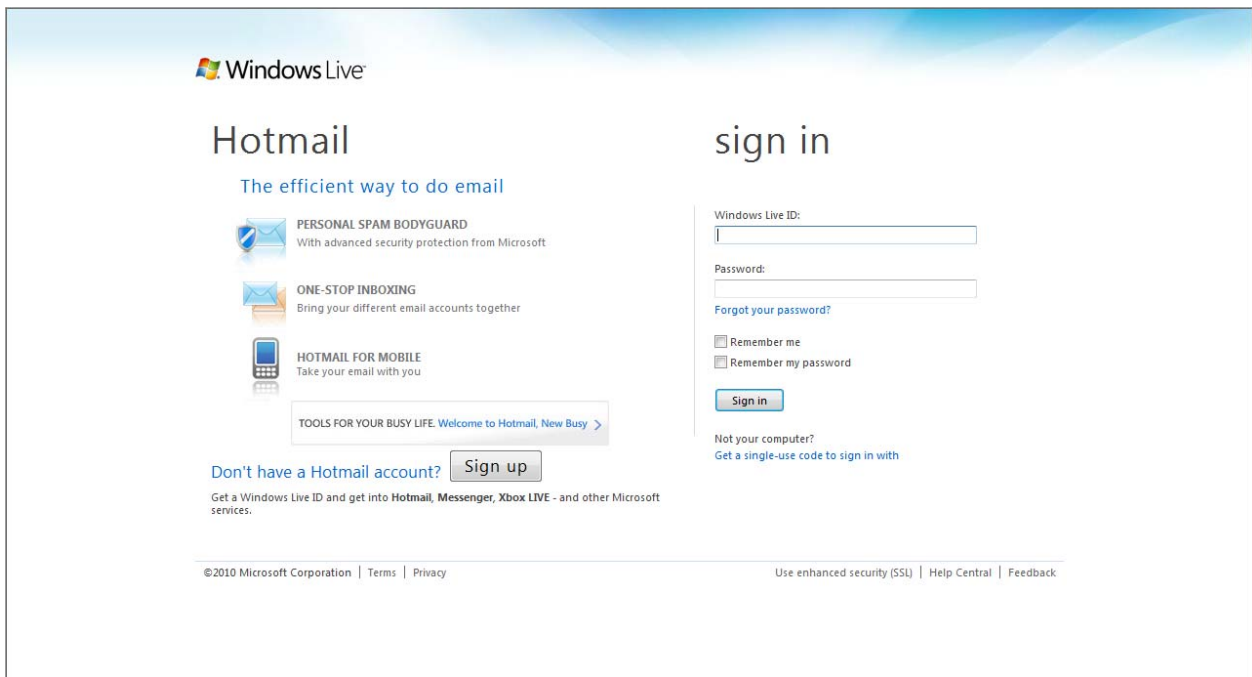 Windows Live
Hotmail
The efficient way to do email
PERSONAL SPAM BODYGUARD
With advanced security protection from Microsoft
ONE-STOP INBOXING
Bring your different email accounts together
HOTMAIL FOR MOBILE
Take your email with you
TOOLS FOR YOUR BUSY LIFE. Welcome to Hotmail, New Busy >
Don't have a Hotmail account? Sign up
Get a Windows Live ID and get into Hotmail, Messenger, Xbox LIVE - and other Microsoft
services.
sign in
Windows Live ID:
Password:
Forgot your password?
Remember me
Remember my password
Sign in
Not your computer?
Get a single-use code to sign in with
©2010 Microsoft Corporation | Terms | Privacy
Use enhanced security (SSL) | Help Central | Feedback